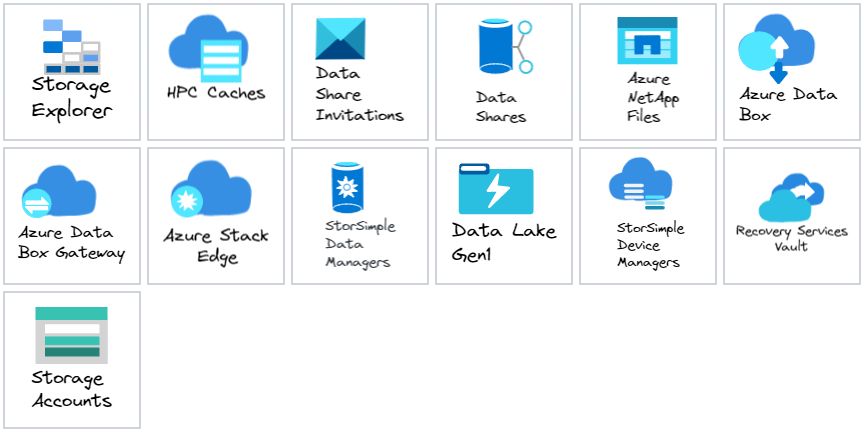 Storage
Explorer
HPC Caches
Data
Share
Invitations
Data
Shares
Azure
NetApp
Files
Azure Data
Box
Azure Data
Box Gateway
Azure Stack
Edge
StorSimple
Data
Managers
Data Lake
Gen1
StorSimple
Device
Managers
Recovery Services
Vault
Storage
Accounts